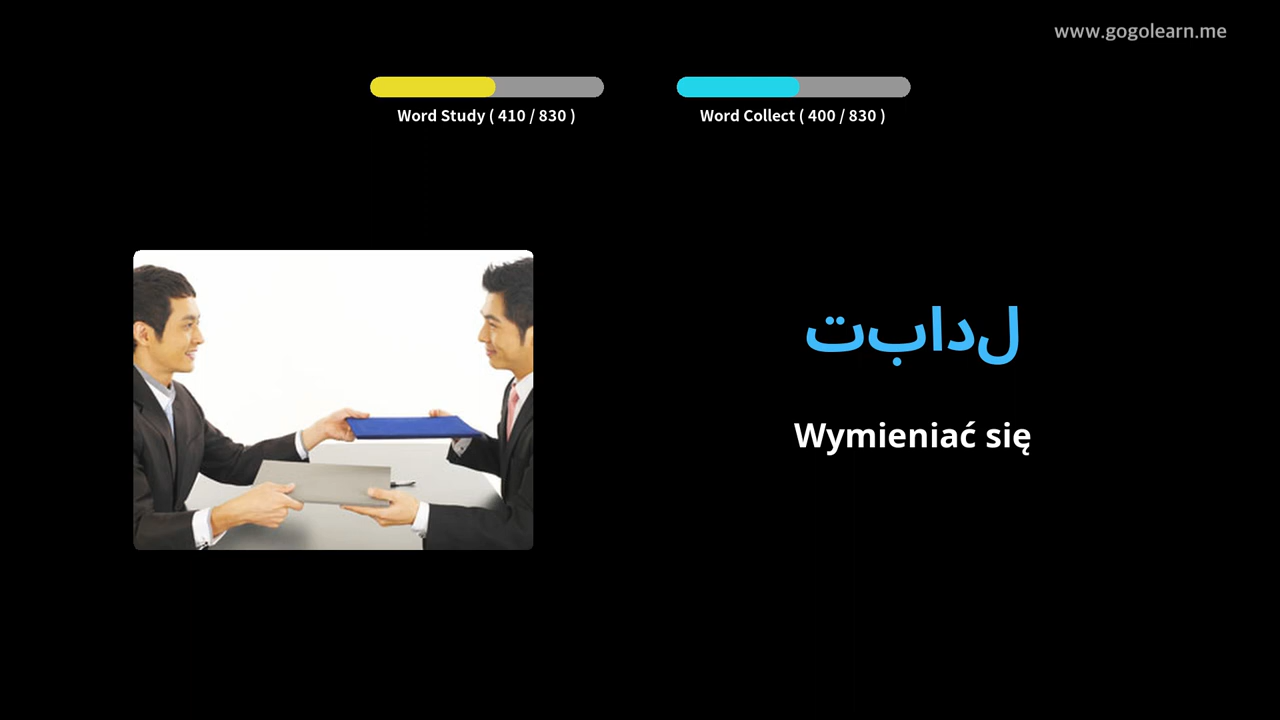 www.gogolearn.me
Word Study ( 410 / 830 )
Word Collect ( 400 / 830 )
تبادل
Wymieniać się